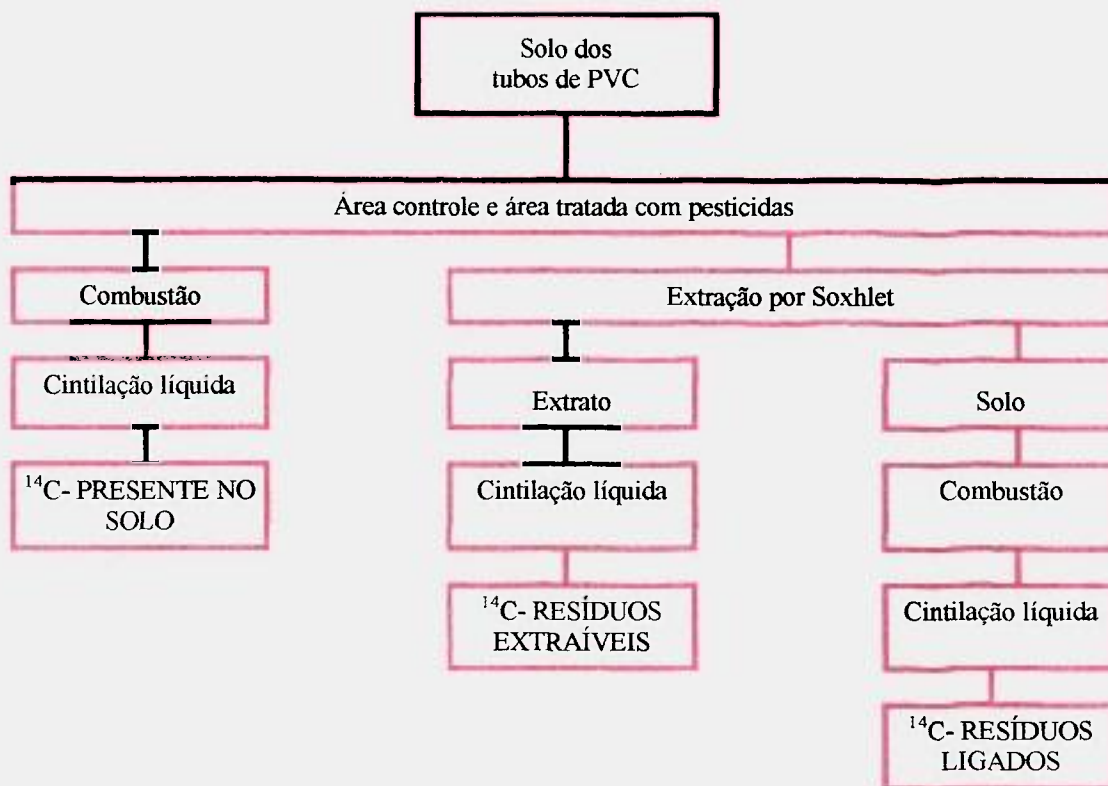 Solo dos
tubos de PVC
Área controle e área tratada com pesticidas
Combustão
Extração por Soxhlet
Cintilação líquida
Extrato
Solo
¹⁴C- PRESENTE NO
SOLO
Cintilação líquida
Combustão
¹⁴C- RESÍDUOS
EXTRAÍVEIS
Cintilação líquida
¹⁴C- RESÍDUOS
LIGADOS